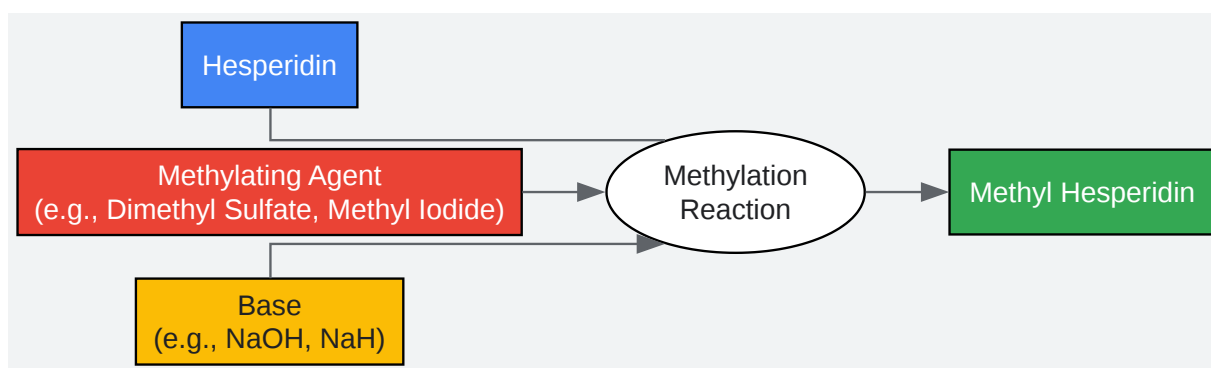 Hesperidin
Methylating Agent
(e.g., Dimethyl Sulfate, Methyl Iodide)
Base
(e.g., NaOH, NaH)
Methylation
Reaction
Methyl Hesperidin